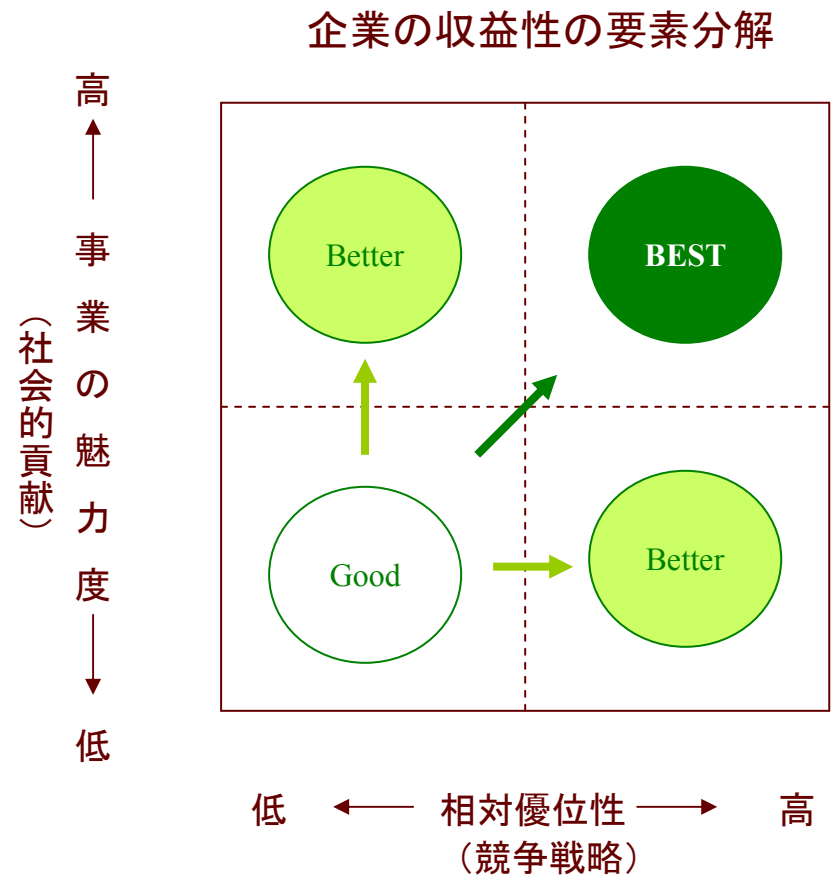 企業の収益性の要素分解
高
事業の魅力度
（社会的貢献）
低
Better
BEST
Good
Better
低
相対優位性
高
（競争戦略）